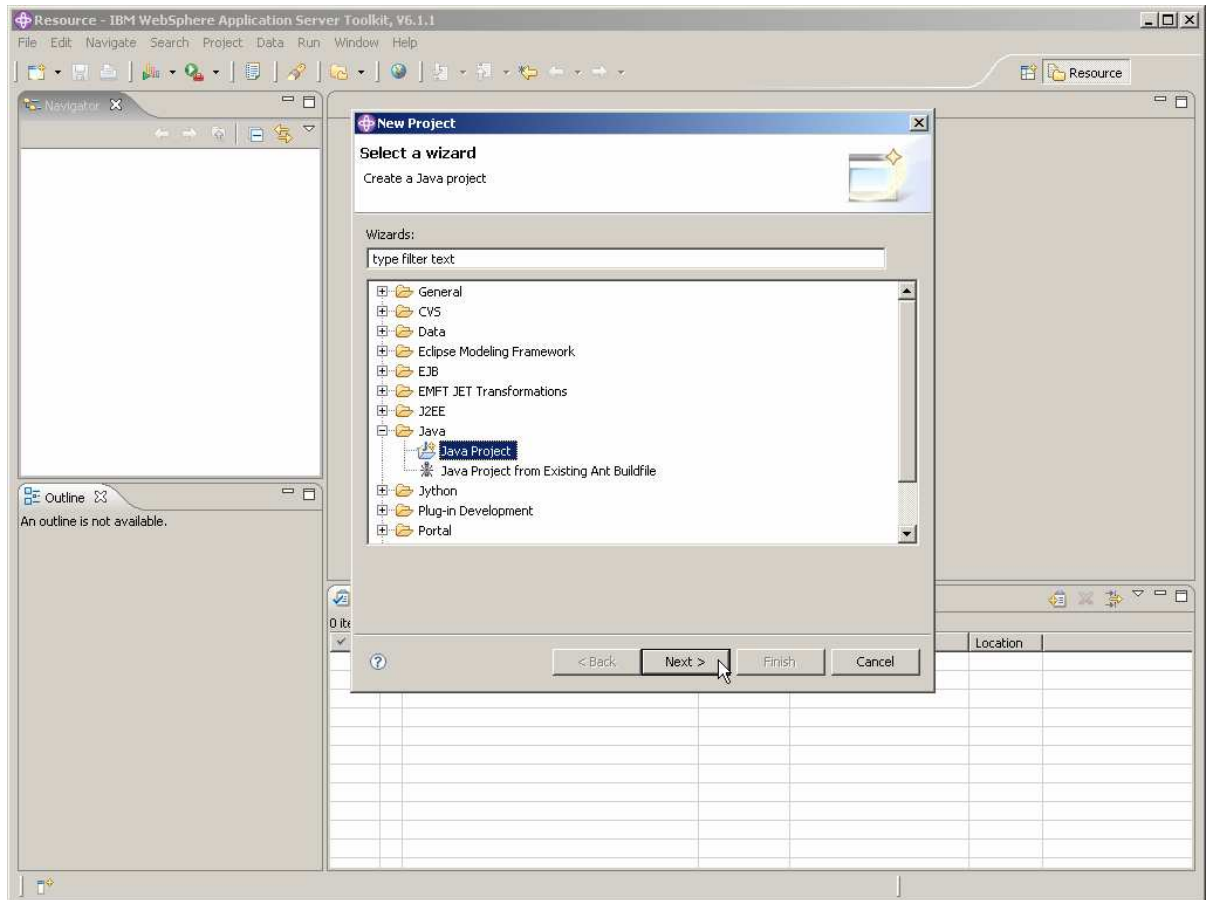 Resource - IBM WebSphere Application Server Toolkit, V6.1.1
File Edit Navigate Search Project Data Run Window Help
Resource
Navigator
New Project
Select a wizard
Create a Java project
Wizards:
type filter text
General
CVS
Data
Eclipse Modeling Framework
EJB
EMFT JET Transformations
J2EE
Java
Java Project
Java Project from Existing Ant Buildfile
Jython
Plug-in Development
Portal
Outline
An outline is not available.
0 ite
Location
< Back Next > Finish Cancel